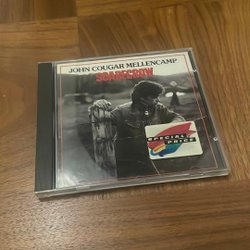 JOHN COUGAR MELLENCAMP
SCARECROW
SPECIAL
PRICE